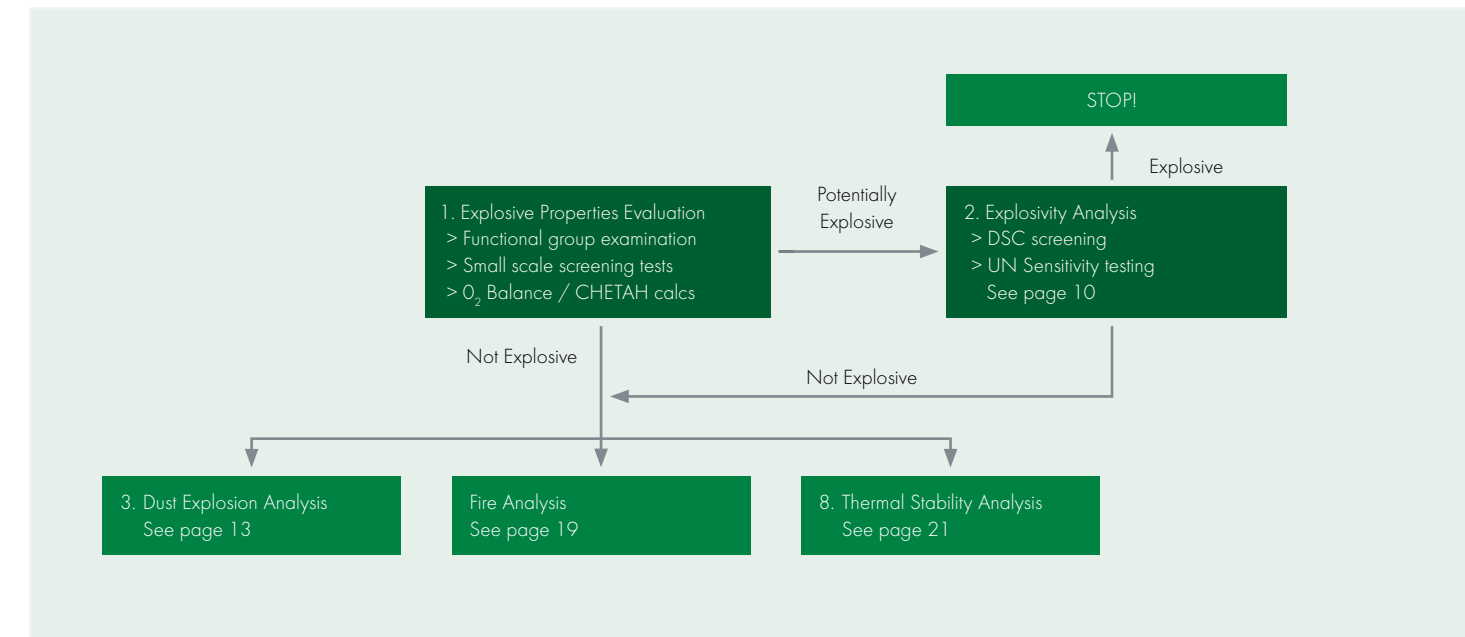 STOP!
Explosive
Potentially
Explosive
1. Explosive Properties Evaluation
> Functional group examination
> Small scale screening tests
> 0₂ Balance / CHETAH calcs
2. Explosivity Analysis
> DSC screening
> UN Sensitivity testing
See page 10
Not Explosive
Not Explosive
3. Dust Explosion Analysis
See page 13
Fire Analysis
See page 19
8. Thermal Stability Analysis
See page 21